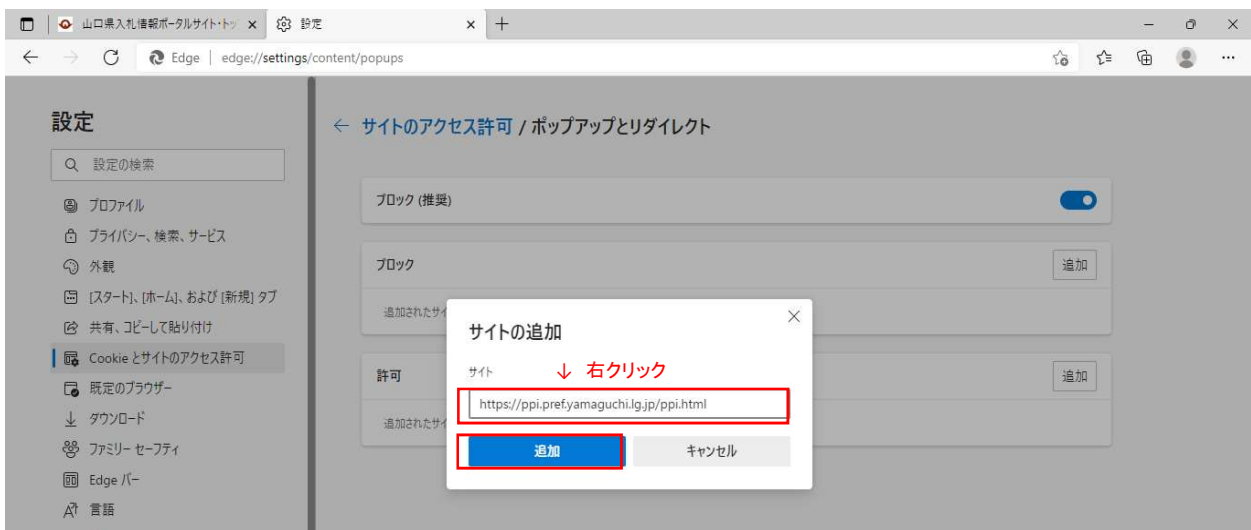 山口県入札情報ポータルサイト・トッ
設定
Edge
edge://settings/content/popups
設定
設定の検索
プロファイル
プライバシー、検索、サービス
外観
[スタート]、[ホーム]、および [新規] タブ
共有、コピーして貼り付け
Cookie とサイトのアクセス許可
既定のブラウザー
ダウンロード
ファミリー セーフティ
Edge バー
言語
サイトのアクセス許可 / ポップアップとリダイレクト
ブロック (推奨)
ブロック
追加
追加されたサイ
許可
追加
追加されたサイ
サイトの追加
サイト
↓ 右クリック
https://ppi.pref.yamaguchi.lg.jp/ppi.html
追加
キャンセル